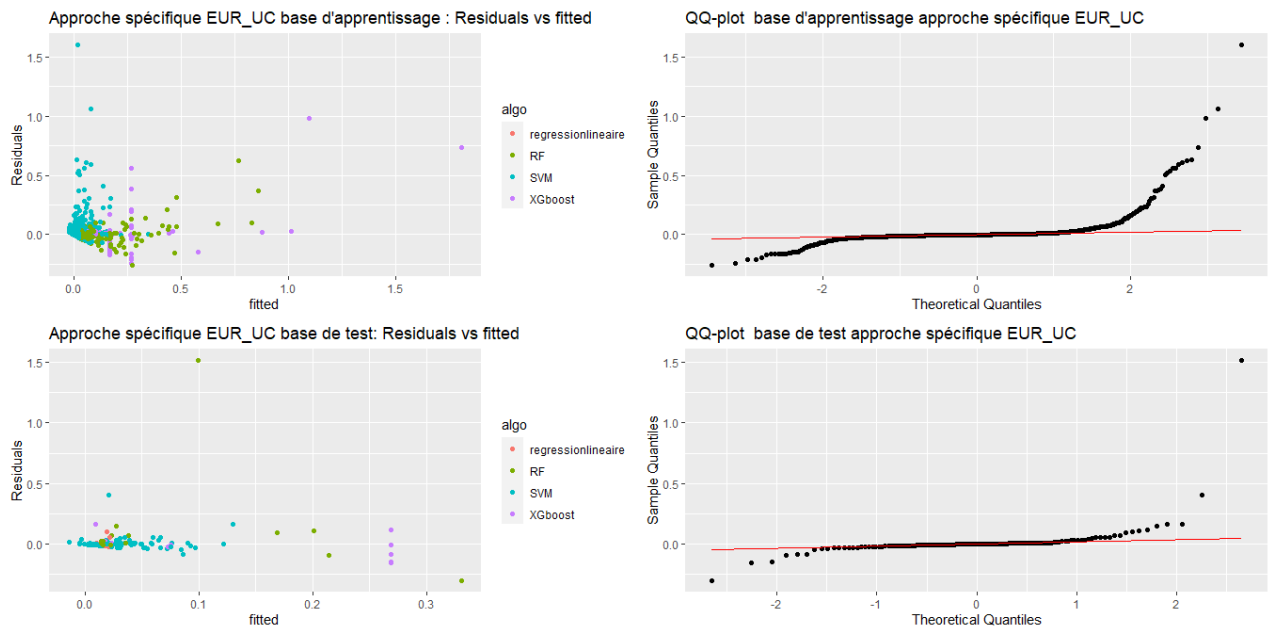 Approche spécifique EUR_UC base d'apprentissage : Residuals vs fitted
1.5
1.0
0.5
0.0
Residuals
0.0
0.5
1.0
1.5
fitted
algo
regressionlineaire
RF
SVM
XGboost
QQ-plot  base d'apprentissage approche spécifique EUR_UC
1.5
1.0
0.5
0.0
Sample Quantiles
-2
0
2
Theoretical Quantiles
Approche spécifique EUR_UC base de test: Residuals vs fitted
1.5
1.0
0.5
0.0
Residuals
0.0
0.1
0.2
0.3
fitted
algo
regressionlineaire
RF
SVM
XGboost
QQ-plot  base de test approche spécifique EUR_UC
1.5
1.0
0.5
0.0
Sample Quantiles
-2
-1
0
1
2
Theoretical Quantiles